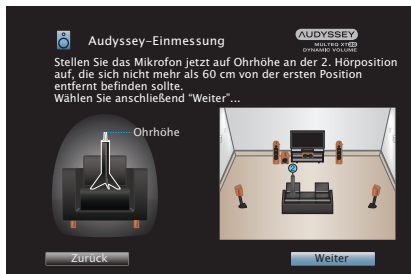 Audyssey-Einmessung
AUDYSSEY
MULTEQ XT32
DYNAMIC VOLUME
Stellen Sie das Mikrofon jetzt auf Ohrhöhe an der 2. Hörposition
auf, die sich nicht mehr als 60 cm von der ersten Position
entfernt befinden sollte.
Wählen Sie anschließend “Weiter”...
Ohrhöhe
Zurück
Weiter